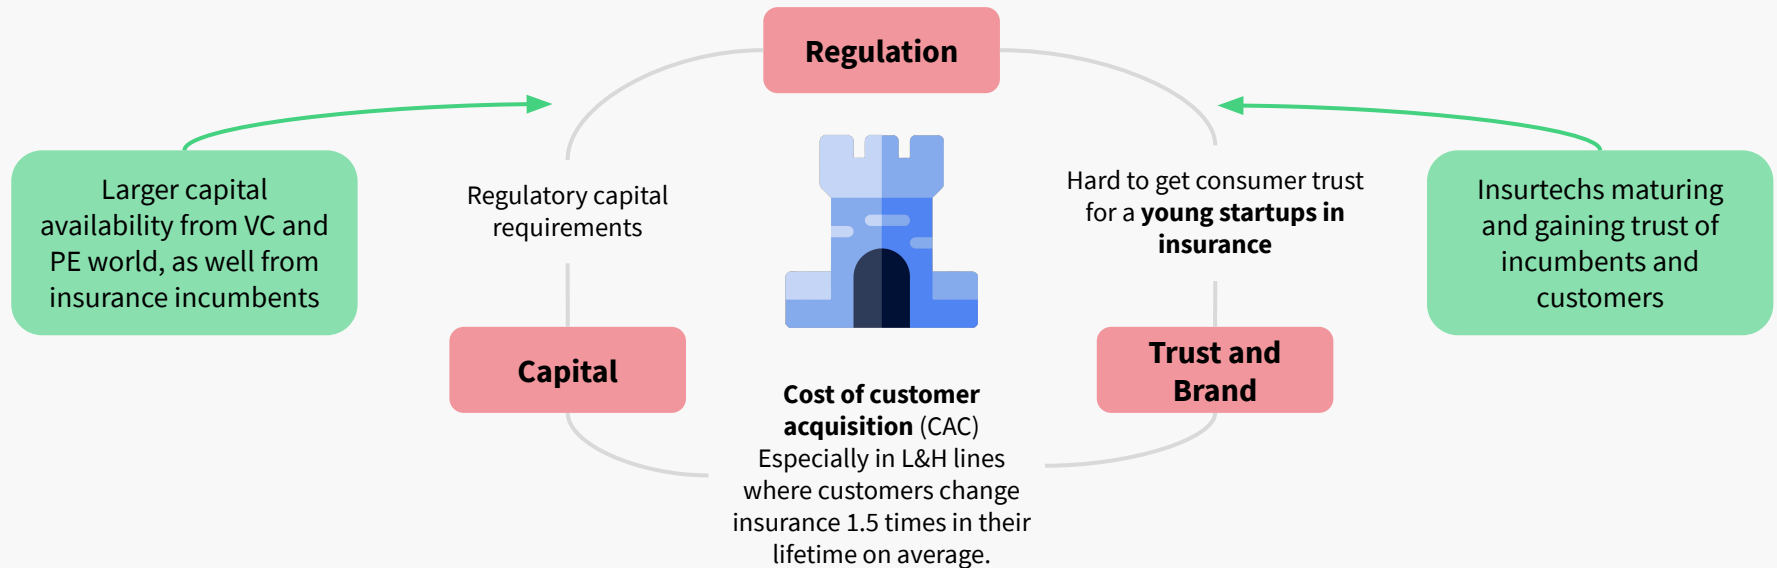 Regulation
Larger capital
availability from VC and
PE world, as well from
insurance incumbents
Regulatory capital
requirements
Hard to get consumer trust
for a young startups in
insurance
Insurtechs maturing
and gaining trust of
incumbents and
customers
Capital
Trust and
Brand
Cost of customer
acquisition (CAC)
Especially in L&H lines
where customers change
insurance 1.5 times in their
lifetime on average.